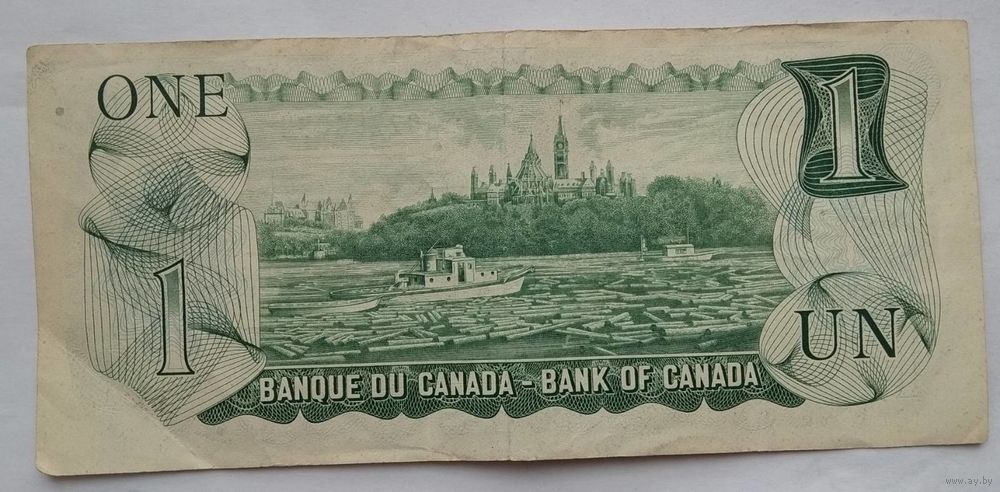 ONE
1
1
UN
BANQUE DU CANADA - BANK OF CANADA
www.ay.by